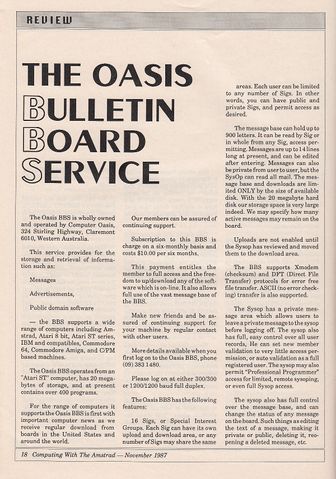 REVIEW
THE OASIS
BULLETIN
BOARD
SERVICE
The Oasis BBS is wholly owned
and operated by Computer Oasis,
324 Stirling Highway, Claremont
6010, Western Australia.
This service provides for the
storage and retrieval of informa-
tion such as:
Messages
Advertisements,
Public domain software
— the BBS supports a wide
range of computers including Am-
strad, Atari 8 bit, Atari ST series,
IBM and compatibles, Commodore
64, Commodore Amiga, and C/PM
based machines.
The Oasis BBS operates from an
"Atari ST" computer, has 20 mega-
bytes of storage, and at present
contains over 400 programs.
For the range of computers it
supports the Oasis BBS is first with
important computer news as we
receive regular download from
boards in the United States and
around the world.
Our members can be assured of
continuing support.
Subscription to this BBS is
charge on a six-monthly basis and
costs $10.00 per six months.
This payment entitles the
member to full access and the free-
dom to up/download any of the soft-
ware which is on-line. It also allows
full use of the vast message base of
the BBS.
Make new friends and be as-
sured of continuing support for
your machine by regular contact
with other users.
More details available when you
first log on to the Oasis BBS, phone
(09) 383 1480.
Please log on at either 300/300
or 1200/1200 baud full duplex.
The Oasis BBS has the following
features:
16 Sigs, or Special Interest
Groups. Each Sig can have its own
upload and download area, or any
number of Sigs may share the same
areas. Each user can be limited
to any number of Sigs. In other
words, you can have public and
private Sigs, and permit access as
desired.
The message base can hold up to
900 letters. It can be read by Sig or
in whole from any Sig, access per-
mitting. Messages are up to 14 lines
long at present, and can be edited
after entering. Messages can also
be private from user to user, but the
SysOp can read all mail. The mes-
sage base and downloads are lim-
ited ONLY by the size of available
disk. With the 20 megabyte hard
disk our storage space is very large
indeed. We may specify how many
active messages may remain on the
board.
Uploads are not enabled until
the Sysop has reviewed and moved
them to the download area.
The BBS supports Xmodem
(checksum) and DFT (Direct File
Transfer) protocols for error free
file transfer. ASCII (no error check-
ing) transfer is also supported.
The Sysop has a private mes-
sage area which allows users to
leave a private message to the sysop
before logging off. The sysop also
has full, easy control over all user
records, He can set new member
validation to very little access per-
mission, or auto validation as a full
registered user. The sysop may also
permit "Professional Programmer"
access for limited, remote sysoping,
or even full Sysop access.
The sysop also has full control
over the message base, and can
change the status of any message
on the board. Such things as editing
the text of a message, making it
private or public, deleting it, reo-
pening a deleted message, etc.
18 Computing With The Amstrad — November 1987